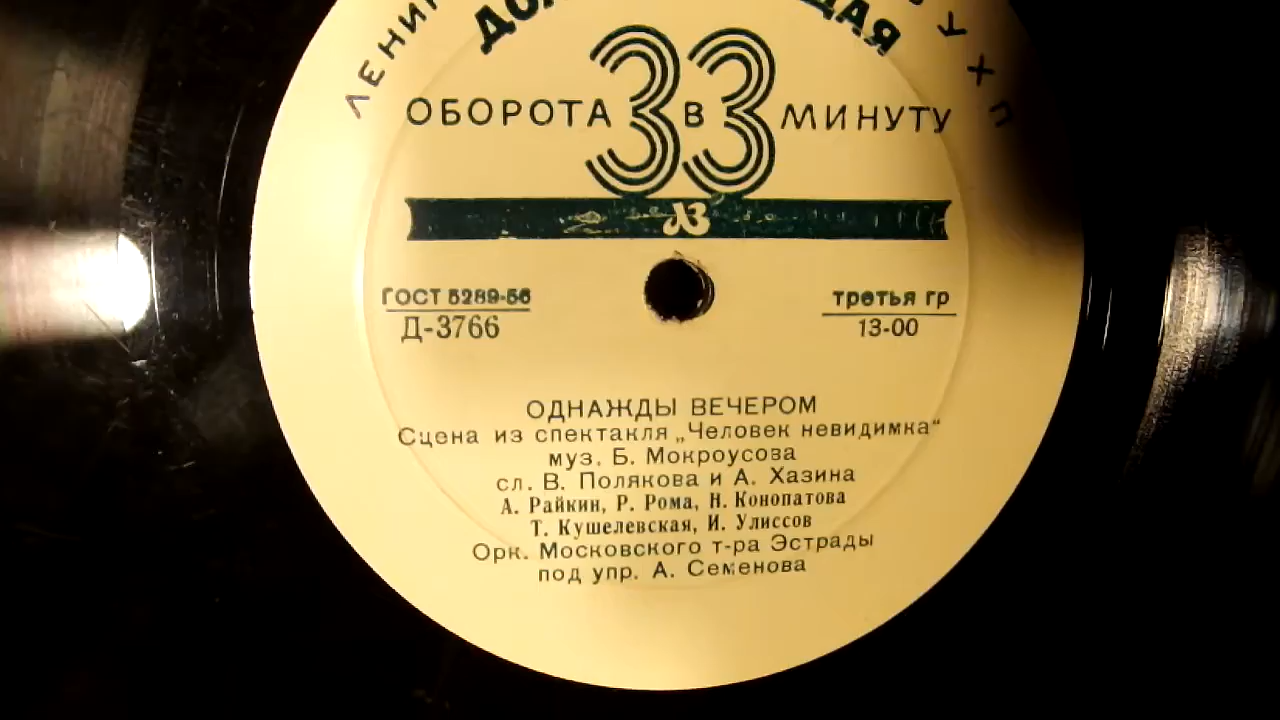 ОБОРОТА 33 В МИНУТУ
ЛЗ
ГОСТ 5289-56
Д-3766
третья гр
13-00
ОДНАЖДЫ ВЕЧЕРОМ
Сцена из спектакля „Человек невидимка“
муз. Б. Мокроусова
сл. В. Полякова и А. Хазина
А. Райкин, Р. Рома, Н. Конопатова
Т. Кушелевская, И. Улиссов
Орк. Московского т-ра Эстрады
под упр. А. Семенова